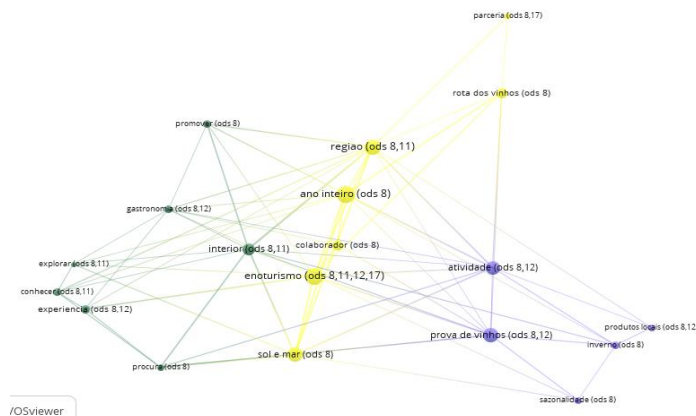 parceria (ods 8,17)
rota dos vinhos (ods 8)
promover (ods 8)
regiao (ods 8,11)
ano inteiro (ods 8)
gastronomia (ods 8,12)
interior (ods 8,11)
colaborador (ods 8)
explorar (ods 8,11)
atividade (ods 8,12)
enoturismo (ods 8,11,12,17)
conhecer (ods 8,11)
experiencia (ods 8,12)
produtos locais (ods 8,12
prova de vinhos (ods 8,12)
inverno (ods 8)
sol e mar (ods 8)
procura (ods 8)
sazonalidade (ods 8)
/OSviewer